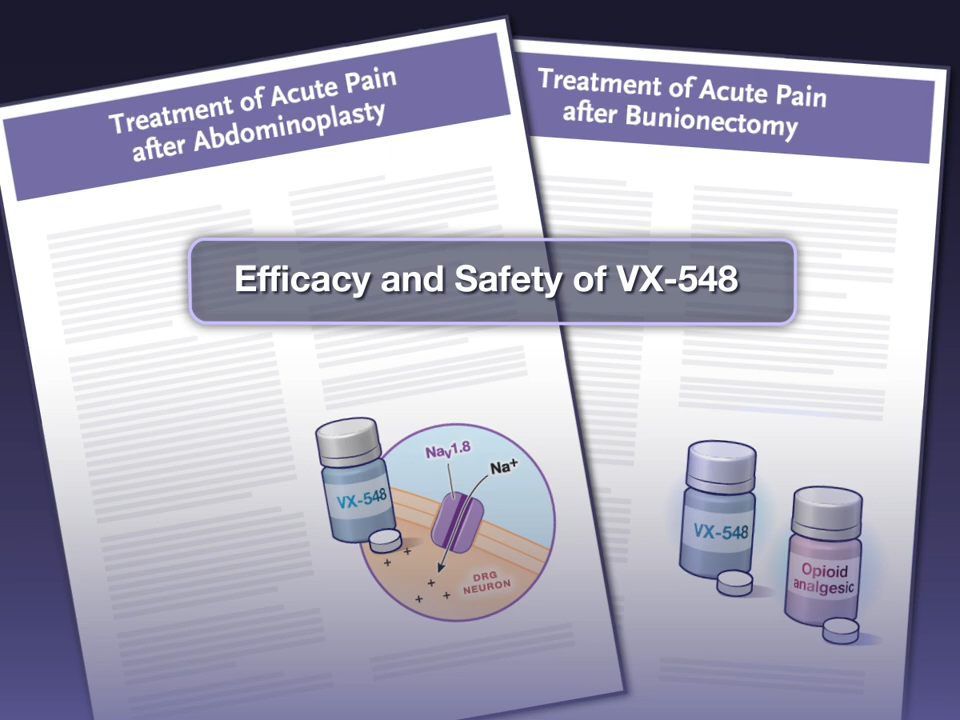 Treatment of Acute Pain
after Abdominoplasty
Treatment of Acute Pain
after Bunionectomy
Efficacy and Safety of VX-548
Naᵥ1.8
Na⁺
VX-548
DRG
NEURON
VX-548
Opioid
analgesic